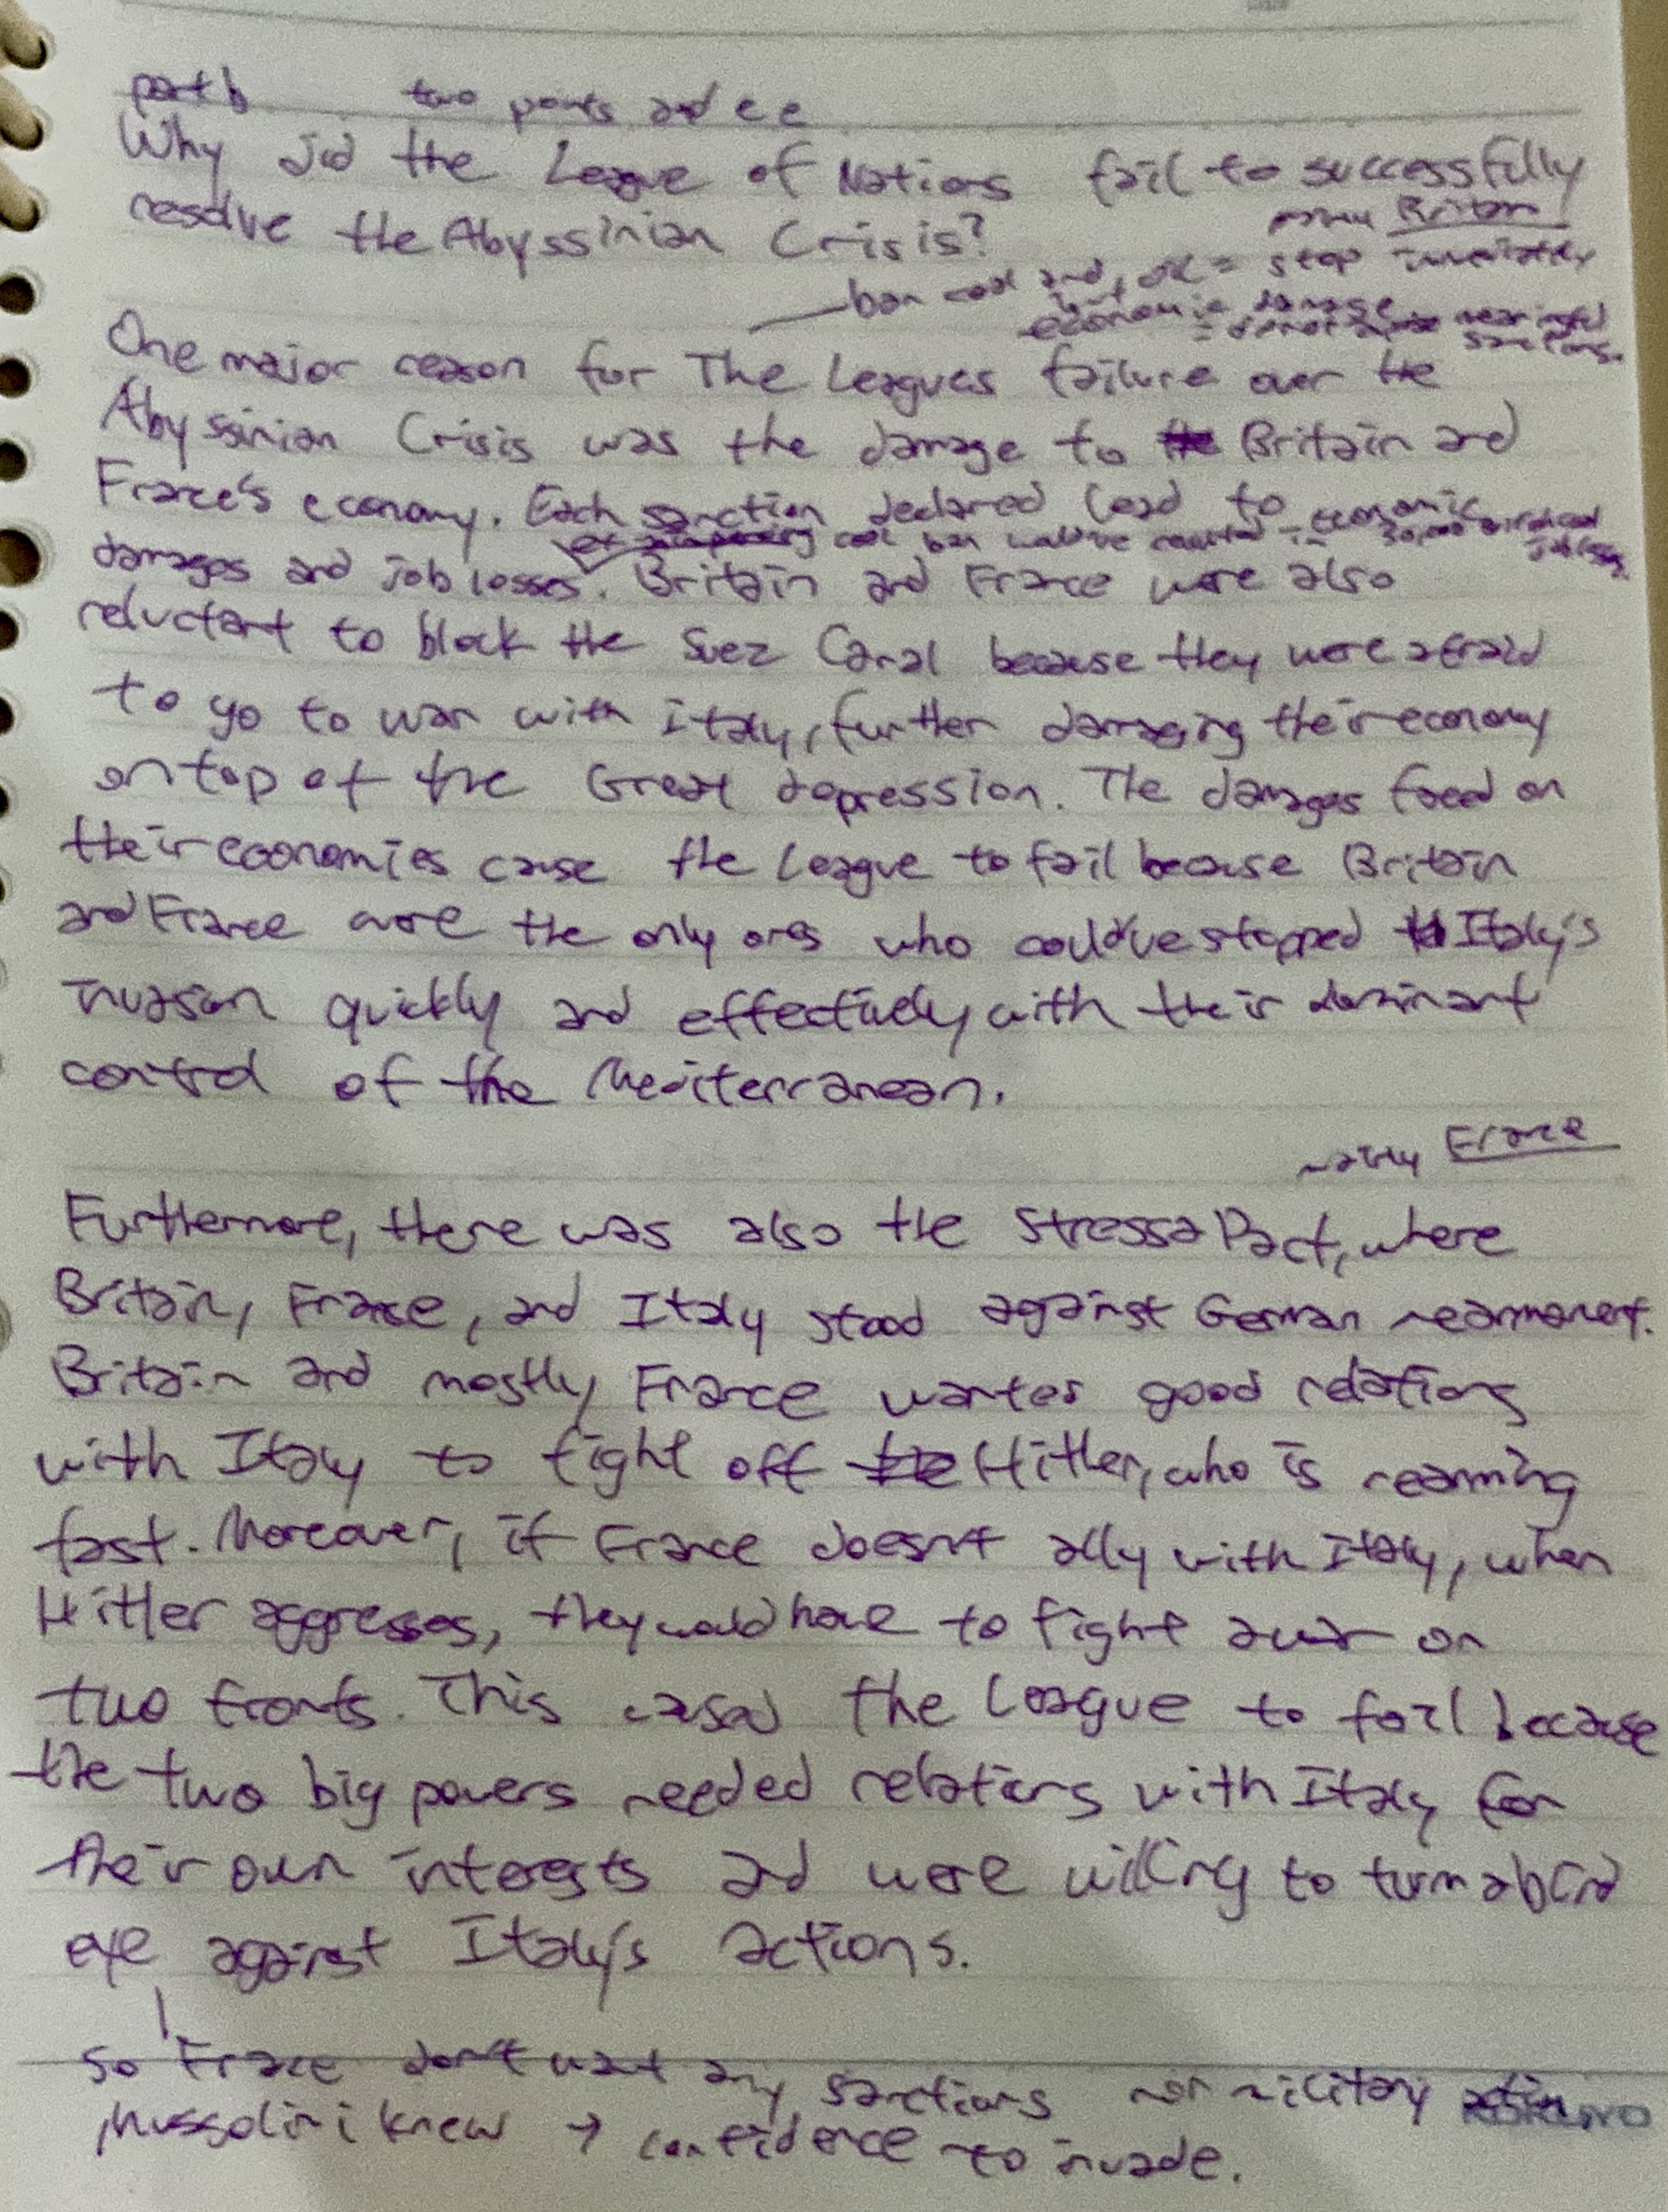 part b two points and e e
Why did the League of Nations fail to successfully
resolve the Abyssinian Crisis?
Britain
ban coal and oil = stop immediately
but economic damage
= do not meaningful
sanctions.
One major reason for The Leagues failure over the
Abyssinian Crisis was the damage to Britain and
France's economy. Each sanction declared lead to economic
coal ban would've resulted in 30,000 British coal
job loss
damages and job losses. Britain and France were also
reluctant to block the Suez Canal because they were afraid
to go to war with Italy, further damaging their economy
on top of the Great depression. The damages faced on
their economies cause the League to fail because Britain
and France were the only ones who could've stopped Italy's
invasion quickly and effectively with their dominant
control of the Mediterranean.
mainly France
Furthermore, there was also the Stressa Pact, where
Britain, France, and Italy stood against German rearmament.
Britain and mostly France wanted good relations
with Italy to fight off Hitler, who is rearming
fast. Moreover, if France doesn't ally with Italy, when
Hitler aggresses, they would have to fight a war on
two fronts. This caused the League to fail because
the two big powers needed relations with Italy for
their own interests and were willing to turn a blind
eye against Italy's actions.
so France don't want any sanctions nor military action
Mussolini knew → confidence to invade.